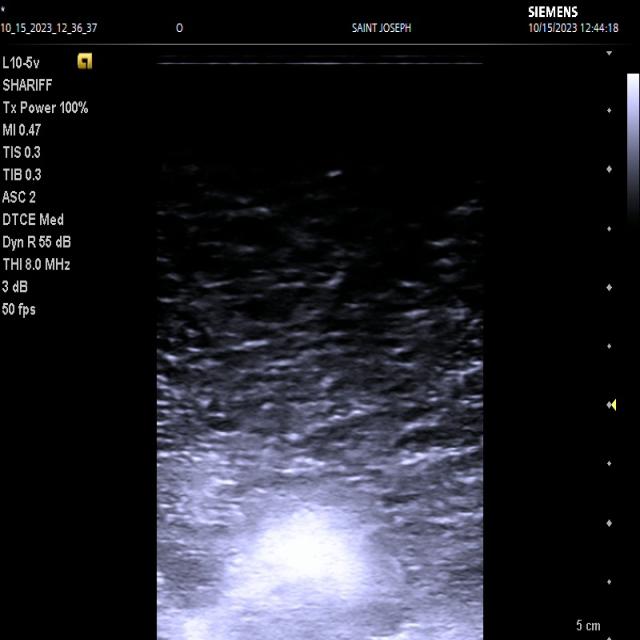 *
SIEMENS
10_15_2023_12_36_37 O SAINT JOSEPH 10/15/2023 12:44:18
L10-5v
SHARIFF
Tx Power 100%
MI 0.47
TIS 0.3
TIB 0.3
ASC 2
DTCE Med
Dyn R 55 dB
THI 8.0 MHz
3 dB
50 fps
5 cm